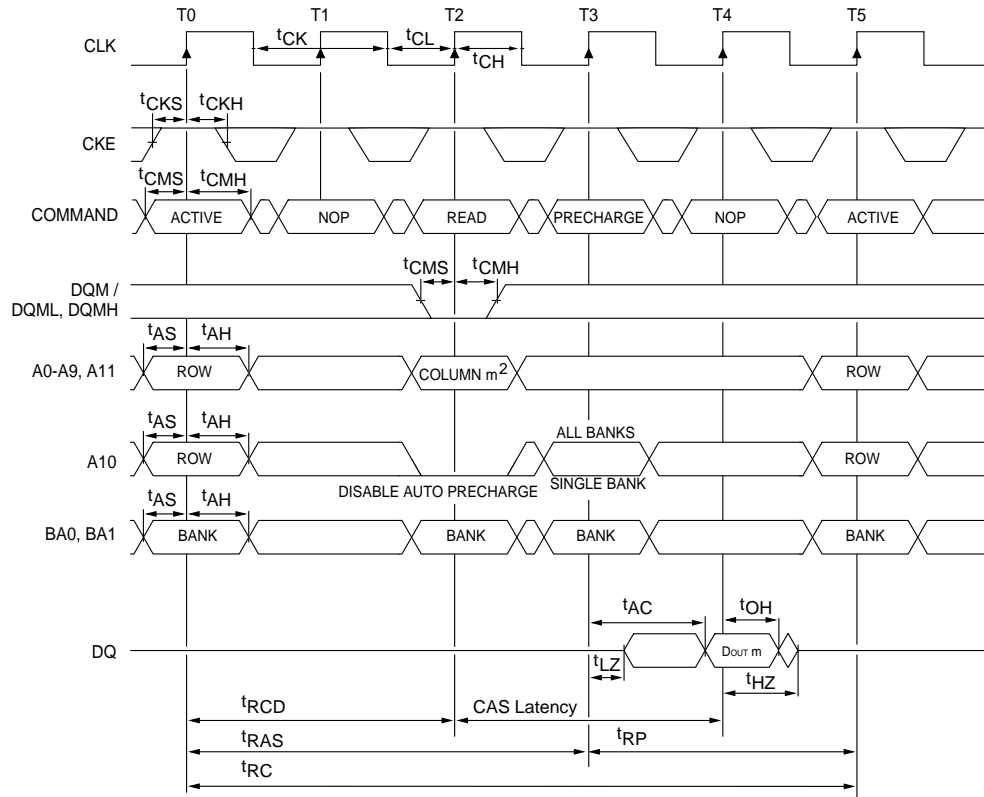 T0 T1 T2 T3 T4 T5
CLK tCK tCL tCH
tCKS tCKH
CKE
tCMS tCMH
COMMAND ACTIVE NOP READ PRECHARGE NOP ACTIVE
tCMS tCMH
DQM /
DQML, DQMH
tAS tAH
A0-A9, A11 ROW COLUMN m² ROW
tAS tAH ALL BANKS
A10 ROW ROW
DISABLE AUTO PRECHARGE SINGLE BANK
tAS tAH
BA0, BA1 BANK BANK BANK BANK
tAC tOH
DQ DOUT m
tLZ tHZ
tRCD CAS Latency
tRAS tRP
tRC